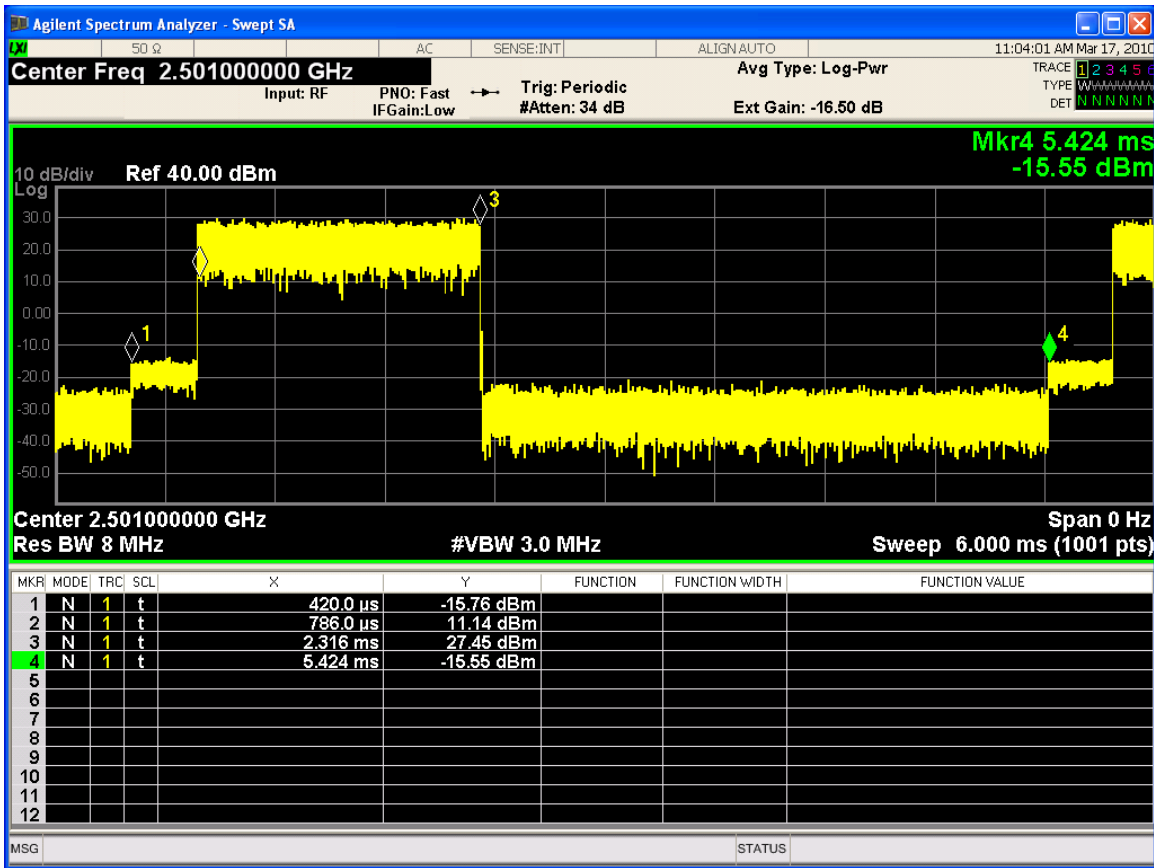 Agilent Spectrum Analyzer - Swept SA
LXI 50 Ω AC SENSE:INT ALIGN AUTO 11:04:01 AM Mar 17, 2010
Center Freq 2.501000000 GHz
Input: RF
PNO: Fast
IFGain:Low
Trig: Periodic
#Atten: 34 dB
Avg Type: Log-Pwr
Ext Gain: -16.50 dB
TRACE 1 2 3 4 5 6
TYPE
DET N N N N N N
Mkr4 5.424 ms
-15.55 dBm
10 dB/div Ref 40.00 dBm
Log
30.0
20.0
10.0
0.00
-10.0
-20.0
-30.0
-40.0
-50.0
1
3
4
Center 2.501000000 GHz Span 0 Hz
Res BW 8 MHz #VBW 3.0 MHz Sweep 6.000 ms (1001 pts)
MKR MODE TRC SCL X Y FUNCTION FUNCTION WIDTH FUNCTION VALUE
1 N 1 t 420.0 µs -15.76 dBm
2 N 1 t 786.0 µs 11.14 dBm
3 N 1 t 2.316 ms 27.45 dBm
4 N 1 t 5.424 ms -15.55 dBm
5
6
7
8
9
10
11
12
MSG STATUS